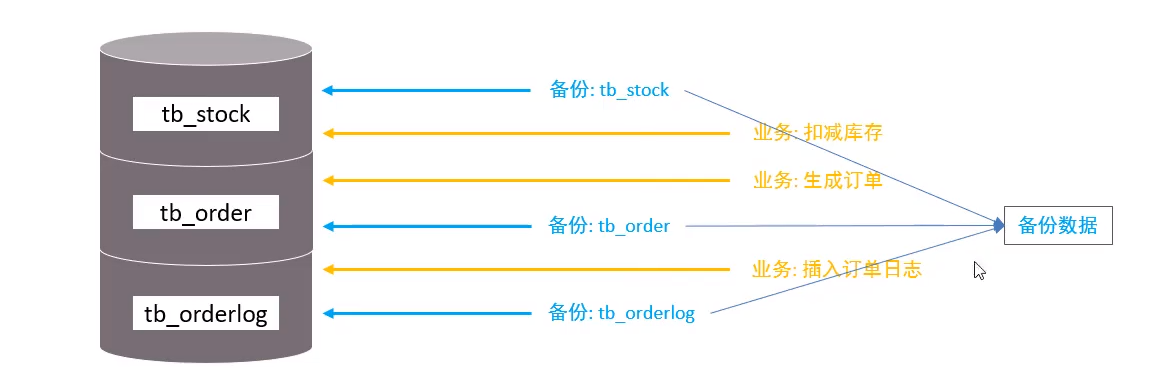 备份: tb_stock
tb_stock
业务: 扣减库存
业务: 生成订单
tb_order
备份: tb_order
备份数据
业务: 插入订单日志
tb_orderlog
备份: tb_orderlog